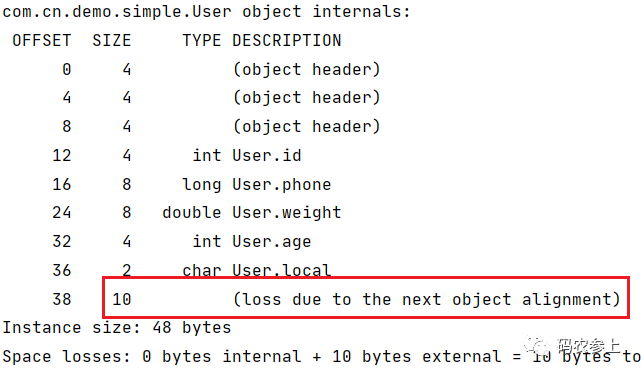 com.cn.demo.simple.User object internals:
OFFSET SIZE TYPE DESCRIPTION
0 4 (object header)
4 4 (object header)
8 4 (object header)
12 4 int User.id
16 8 long User.phone
24 8 double User.weight
32 4 int User.age
36 2 char User.local
38 10 (loss due to the next object alignment)
Instance size: 48 bytes
码农参上
Space losses: 0 bytes internal + 10 bytes external = 10 bytes to